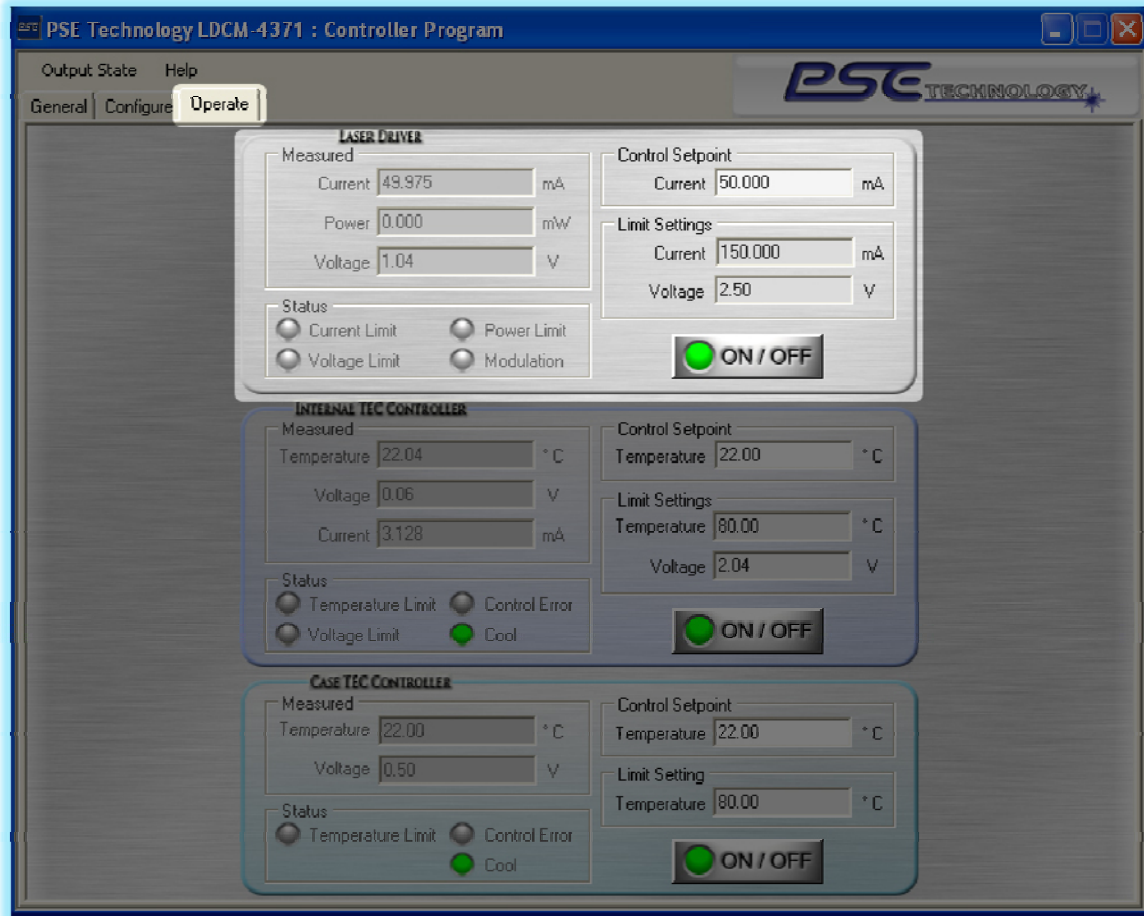 PSE PSE Technology LDCM-4371 : Controller Program
Output State Help
PSE TECHNOLOGY
General Configure Operate
LASER DRIVER
Measured
Current 49.975 mA
Power 0.000 mW
Voltage 1.04 V
Control Setpoint
Current 50.000 mA
Limit Settings
Current 150.000 mA
Voltage 2.50 V
Status
Current Limit Power Limit
Voltage Limit Modulation
ON / OFF
INTERNAL TEC CONTROLLER
Measured
Temperature 22.04 °C
Voltage 0.06 V
Current 3.128 mA
Control Setpoint
Temperature 22.00 °C
Limit Settings
Temperature 80.00 °C
Voltage 2.04 V
Status
Temperature Limit Control Error
Voltage Limit Cool
ON / OFF
CASE TEC CONTROLLER
Measured
Temperature 22.00 °C
Voltage 0.50 V
Control Setpoint
Temperature 22.00 °C
Limit Setting
Temperature 80.00 °C
Status
Temperature Limit Control Error
Cool
ON / OFF